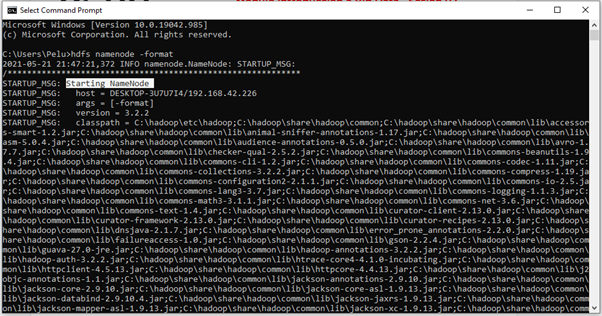 Select Command Prompt
Microsoft Windows [Version 10.0.19042.985]
(c) Microsoft Corporation. All rights reserved.
C:\Users\Pelu>hdfs namenode -format
2021-05-21 21:47:21,372 INFO namenode.NameNode: STARTUP_MSG:
/************************************************************
STARTUP_MSG: Starting NameNode
STARTUP_MSG:   host = DESKTOP-3U7U7I4/192.168.42.226
STARTUP_MSG:   args = [-format]
STARTUP_MSG:   version = 3.2.2
STARTUP_MSG:   classpath = C:\hadoop\etc\hadoop;C:\hadoop\share\hadoop\common;C:\hadoop\share\hadoop\common\lib\accessor
s-smart-1.2.jar;C:\hadoop\share\hadoop\common\lib\animal-sniffer-annotations-1.17.jar;C:\hadoop\share\hadoop\common\lib\
asm-5.0.4.jar;C:\hadoop\share\hadoop\common\lib\audience-annotations-0.5.0.jar;C:\hadoop\share\hadoop\common\lib\avro-1.
7.7.jar;C:\hadoop\share\hadoop\common\lib\checker-qual-2.5.2.jar;C:\hadoop\share\hadoop\common\lib\commons-beanutils-1.9
.4.jar;C:\hadoop\share\hadoop\common\lib\commons-cli-1.2.jar;C:\hadoop\share\hadoop\common\lib\commons-codec-1.11.jar;C:
\hadoop\share\hadoop\common\lib\commons-collections-3.2.2.jar;C:\hadoop\share\hadoop\common\lib\commons-compress-1.19.ja
r;C:\hadoop\share\hadoop\common\lib\commons-configuration2-2.1.1.jar;C:\hadoop\share\hadoop\common\lib\commons-io-2.5.ja
r;C:\hadoop\share\hadoop\common\lib\commons-lang3-3.7.jar;C:\hadoop\share\hadoop\common\lib\commons-logging-1.1.3.jar;C:
\hadoop\share\hadoop\common\lib\commons-math3-3.1.1.jar;C:\hadoop\share\hadoop\common\lib\commons-net-3.6.jar;C:\hadoop\
share\hadoop\common\lib\commons-text-1.4.jar;C:\hadoop\share\hadoop\common\lib\curator-client-2.13.0.jar;C:\hadoop\share
\hadoop\common\lib\curator-framework-2.13.0.jar;C:\hadoop\share\hadoop\common\lib\curator-recipes-2.13.0.jar;C:\hadoop\s
hare\hadoop\common\lib\dnsjava-2.1.7.jar;C:\hadoop\share\hadoop\common\lib\error_prone_annotations-2.2.0.jar;C:\hadoop\s
hare\hadoop\common\lib\failureaccess-1.0.jar;C:\hadoop\share\hadoop\common\lib\gson-2.2.4.jar;C:\hadoop\share\hadoop\com
mon\lib\guava-27.0-jre.jar;C:\hadoop\share\hadoop\common\lib\hadoop-annotations-3.2.2.jar;C:\hadoop\share\hadoop\common\
lib\hadoop-auth-3.2.2.jar;C:\hadoop\share\hadoop\common\lib\htrace-core4-4.1.0-incubating.jar;C:\hadoop\share\hadoop\com
mon\lib\httpclient-4.5.13.jar;C:\hadoop\share\hadoop\common\lib\httpcore-4.4.13.jar;C:\hadoop\share\hadoop\common\lib\j2
objc-annotations-1.1.jar;C:\hadoop\share\hadoop\common\lib\jackson-annotations-2.9.10.jar;C:\hadoop\share\hadoop\common\
lib\jackson-core-2.9.10.jar;C:\hadoop\share\hadoop\common\lib\jackson-core-asl-1.9.13.jar;C:\hadoop\share\hadoop\common\
lib\jackson-databind-2.9.10.4.jar;C:\hadoop\share\hadoop\common\lib\jackson-jaxrs-1.9.13.jar;C:\hadoop\share\hadoop\comm
on\lib\jackson-mapper-asl-1.9.13.jar;C:\hadoop\share\hadoop\common\lib\jackson-xc-1.9.13.jar;C:\hadoop\share\hadoop\comm